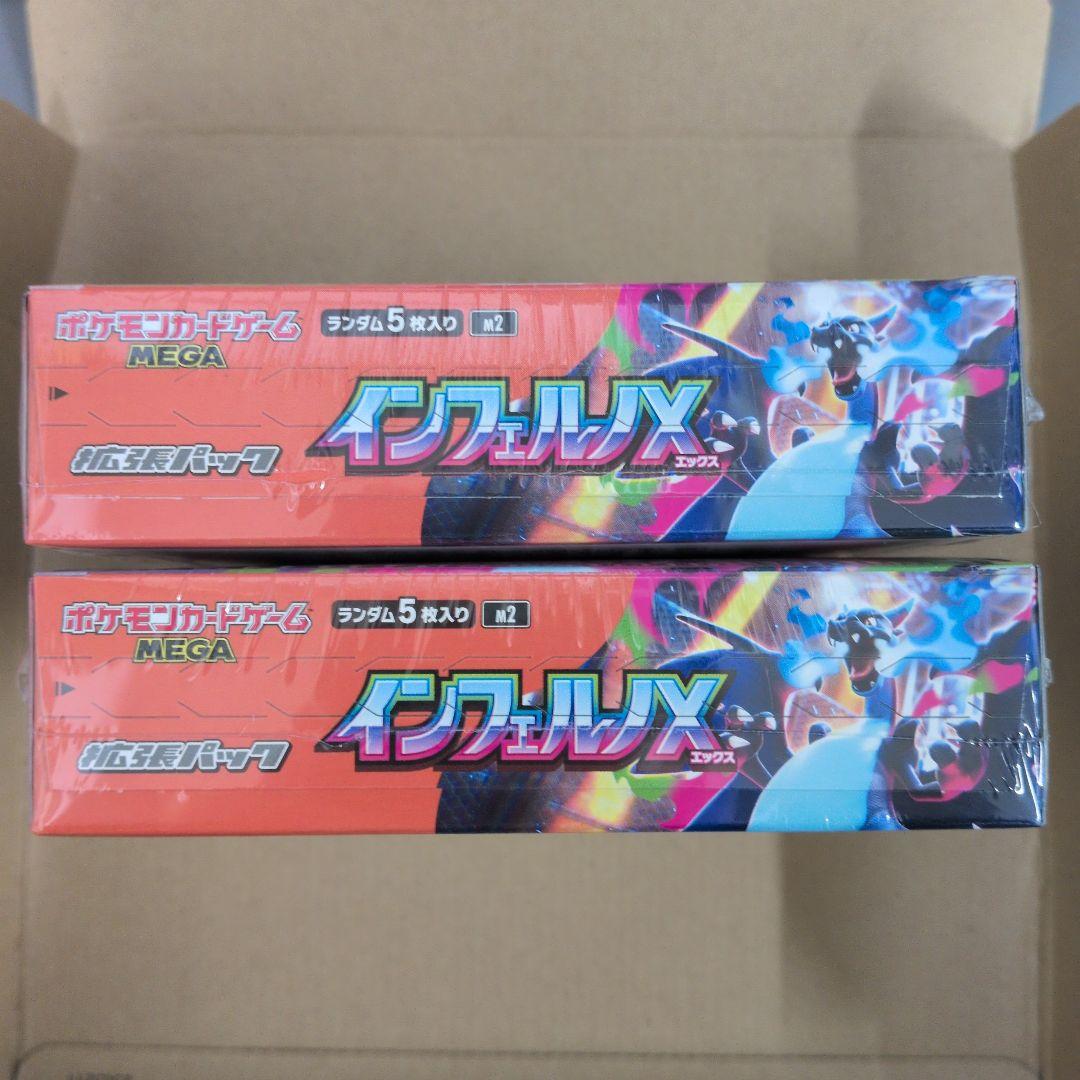 ポケモンカードゲーム
MEGA
ランダム5枚入り M2
インフェルノX
エックス
拡張パック
ポケモンカードゲーム
MEGA
ランダム5枚入り M2
インフェルノX
エックス
拡張パック